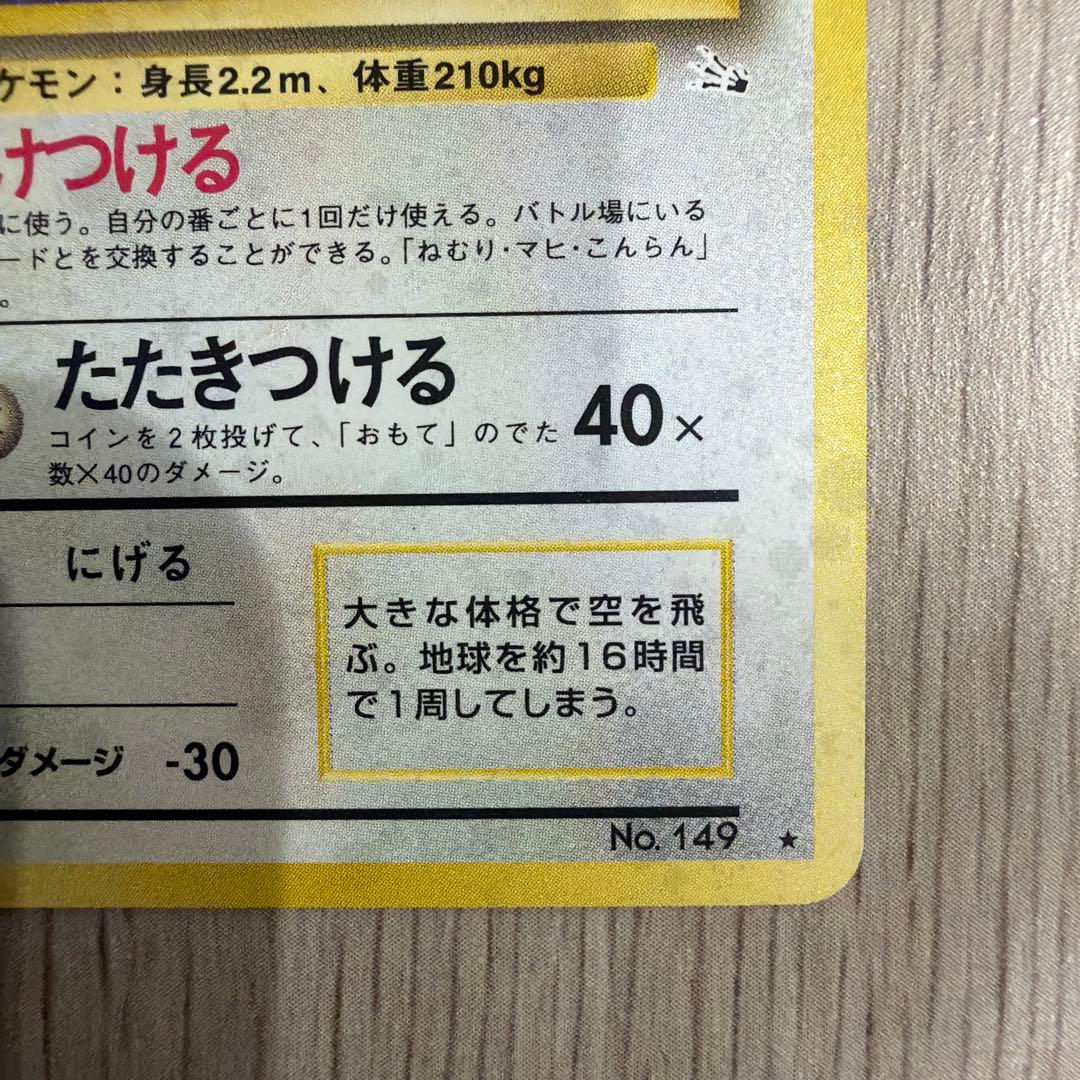 ケモン：身長2.2m、体重210kg
けつける
に使う。自分の番ごとに1回だけ使える。バトル場にいる
ードとを交換することができる。「ねむり・マヒ・こんらん」
。
たたきつける
コインを2枚投げて、「おもて」のでた
40×
数×40のダメージ。
にげる
大きな体格で空を飛
ぶ。地球を約16時間
で1周してしまう。
ダメージ -30
No. 149 ★